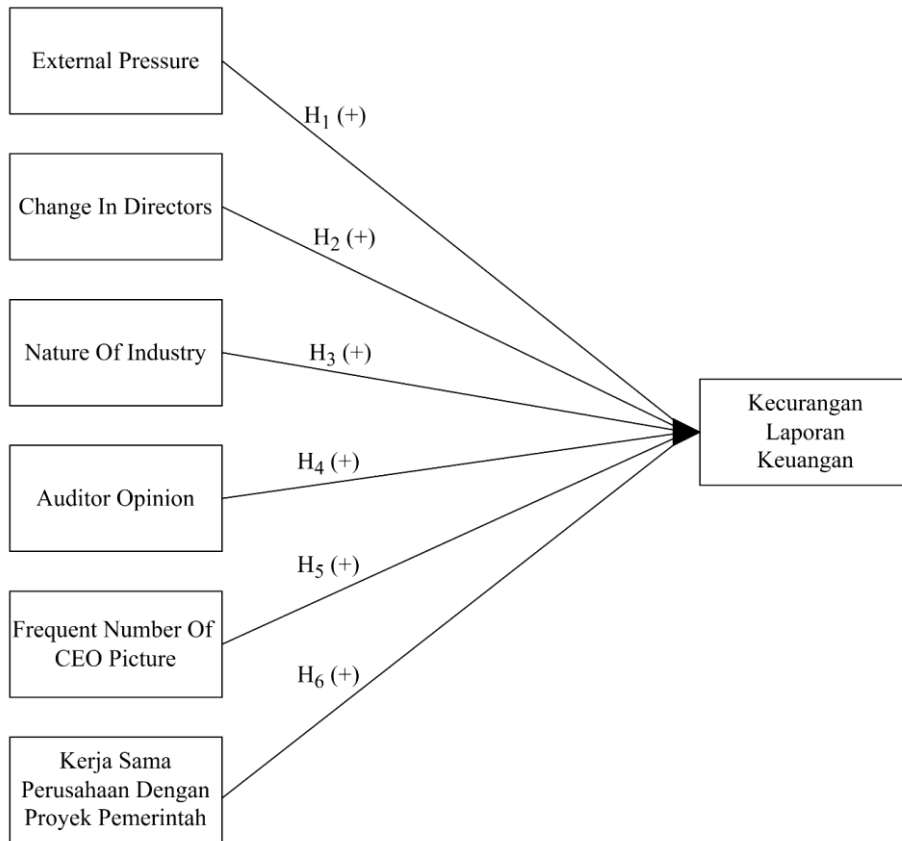 External Pressure
H₁ (+)
Change In Directors
H₂ (+)
Nature Of Industry
H₃ (+)
Kecurangan
Laporan
Keuangan
Auditor Opinion
H₄ (+)
Frequent Number Of
CEO Picture
H₅ (+)
H₆ (+)
Kerja Sama
Perusahaan Dengan
Proyek Pemerintah